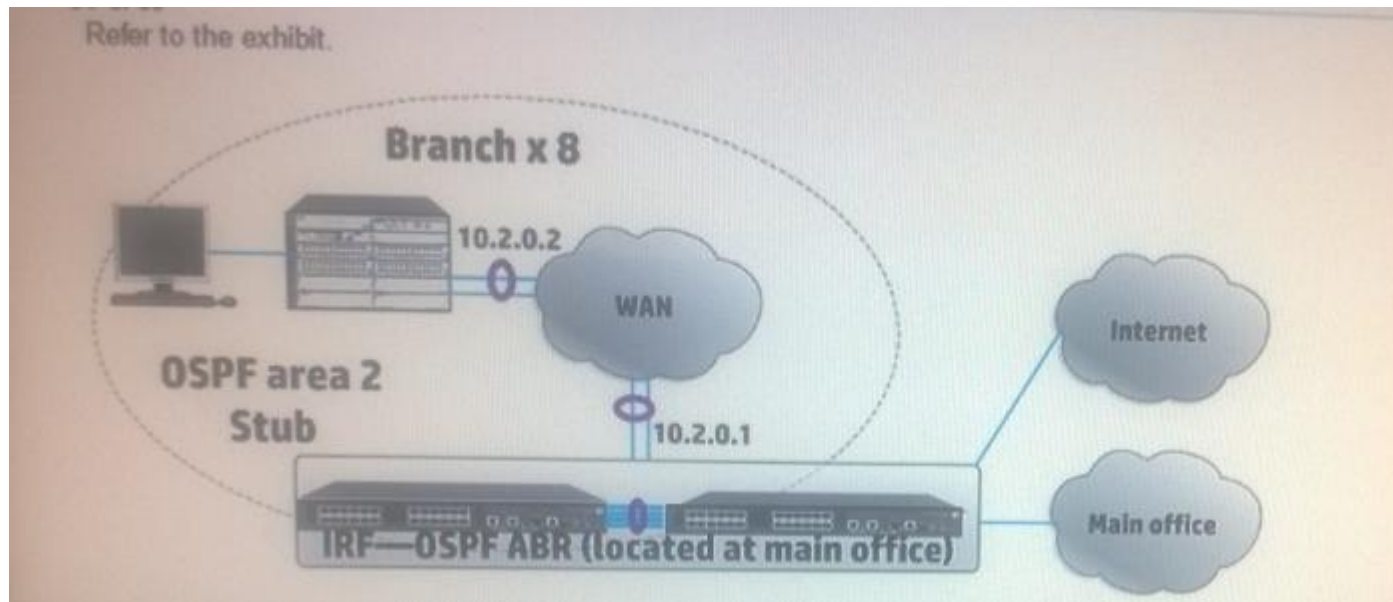 Refer to the exhibit.
Branch x 8
10.2.0.2
WAN
Internet
OSPF area 2
Stub
10.2.0.1
IRF—OSPF ABR (located at main office)
Main office